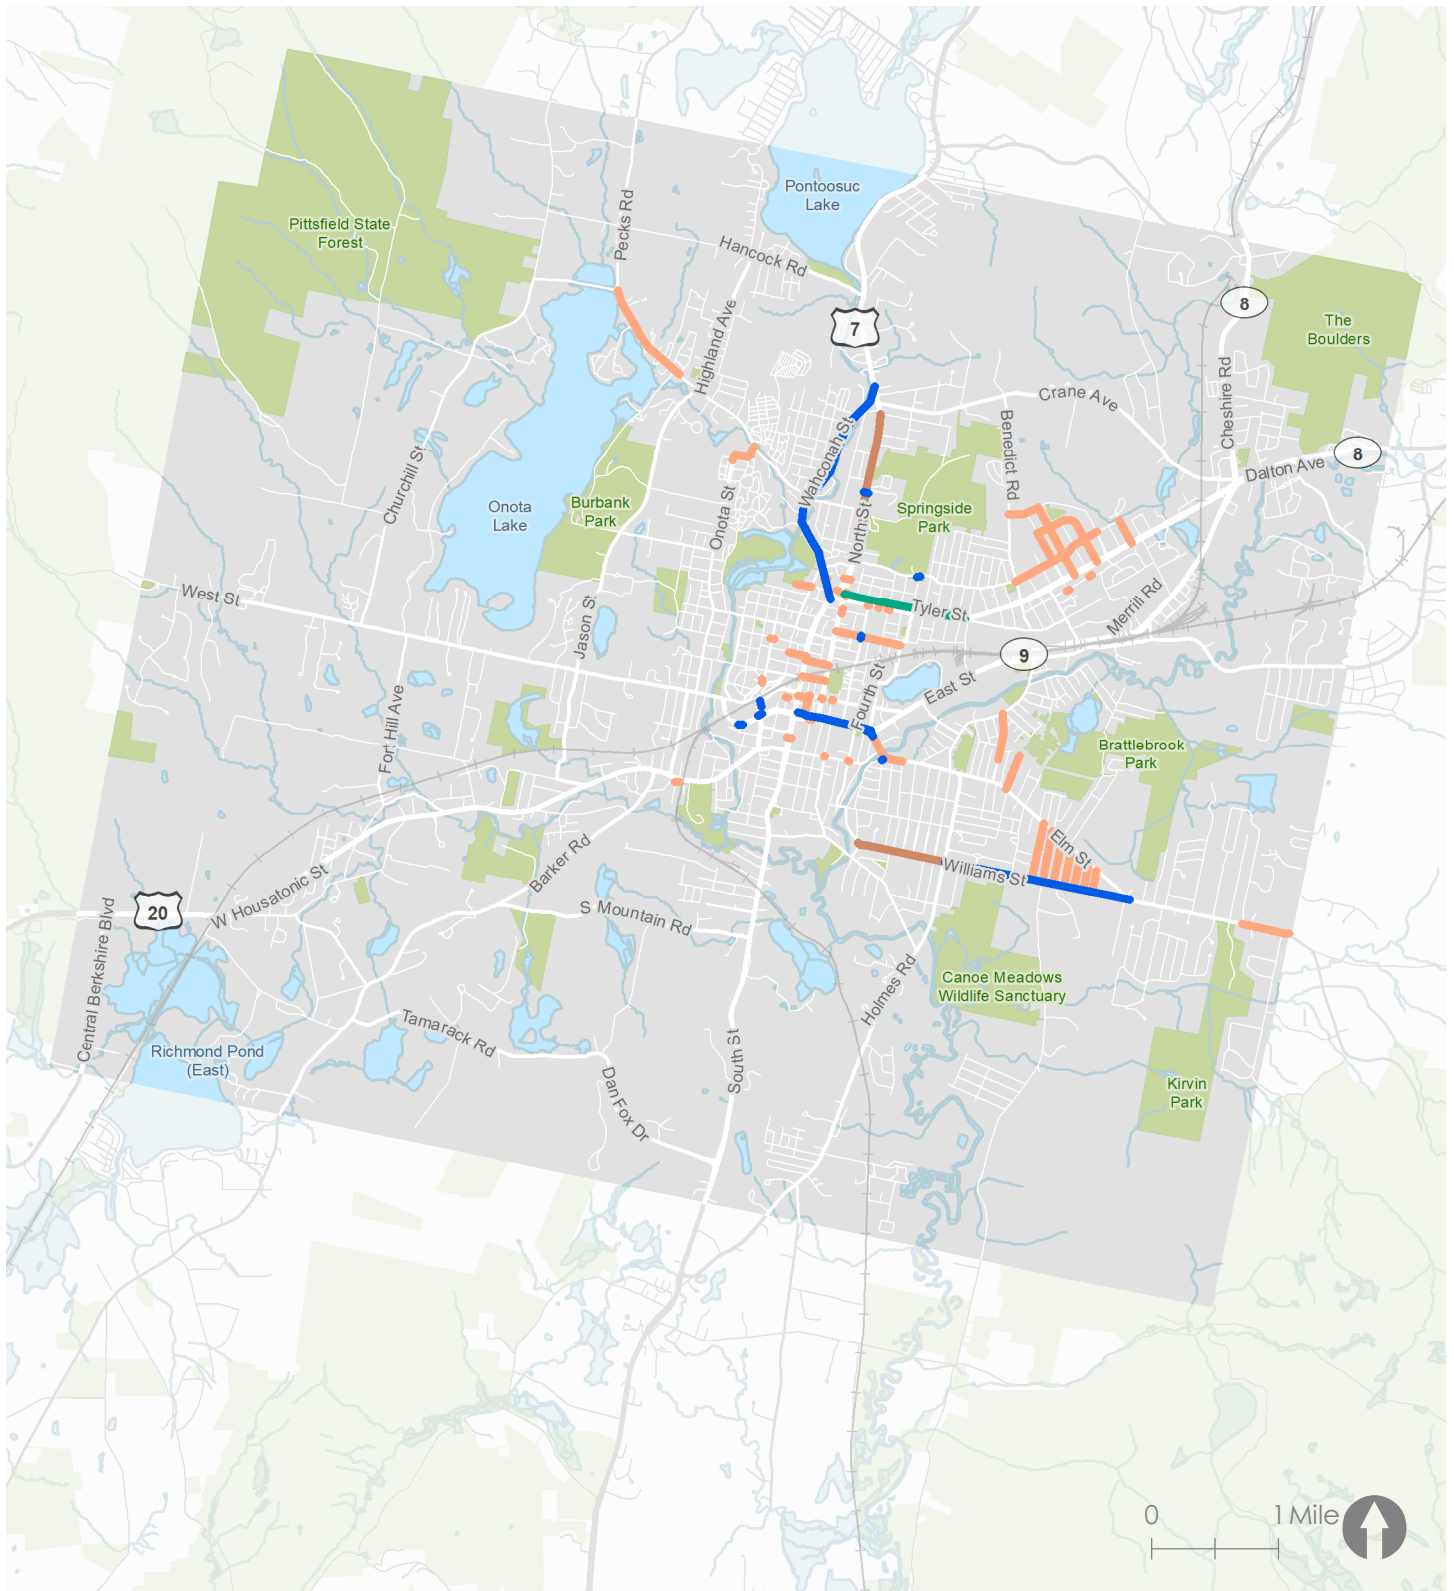 Pontoosuc
Lake
Pittsfield State
Forest
Pecks Rd
Hancock Rd
8
7
The
Boulders
Highland Ave
Cheshire Rd
Crane Ave
Benedict Rd
8
Dalton Ave
Wahconah St
Churchill St
Onota
Lake
Burbank
Park
Onota St
North St
Springside
Park
West St
Jason St
Tyler St
Merrill Rd
9
Fourth St
East St
Fort Hill Ave
Brattlebrook
Park
Elm St
Barker Rd
Williams St
W Housatonic St
20
S Mountain Rd
Central Berkshire Blvd
Holmes Rd
Canoe Meadows
Wildlife Sanctuary
Tamarack Rd
Richmond Pond
(East)
South St
Dan Fox Dr
Kirvin
Park
0 1 Mile